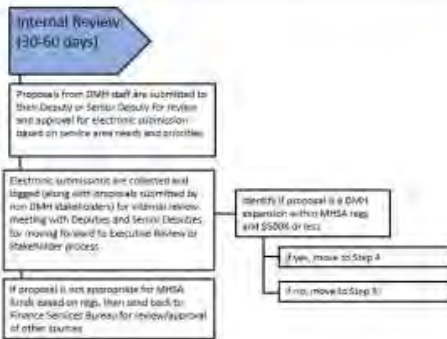 Internal Review
(30-60 days)
Proposals from DMH staff are submitted to
their Deputy or Senior Deputy for review
and approval for electronic submission
based on service area needs and priorities
Electronic submissions are collected and
logged (along with proposals submitted by
non DMH stakeholders) for internal review
meeting with Deputies and Senior Deputies
for moving forward to Executive Review or
Stakeholder process
Identify if proposal is a DMH
expansion within MHSA regs
and $500K or less
If yes, move to Step 4
If no, move to Step
If proposal is not appropriate for MHSA
funds based on regs, then send back to
Finance Services Bureau for review/approval
of other sources